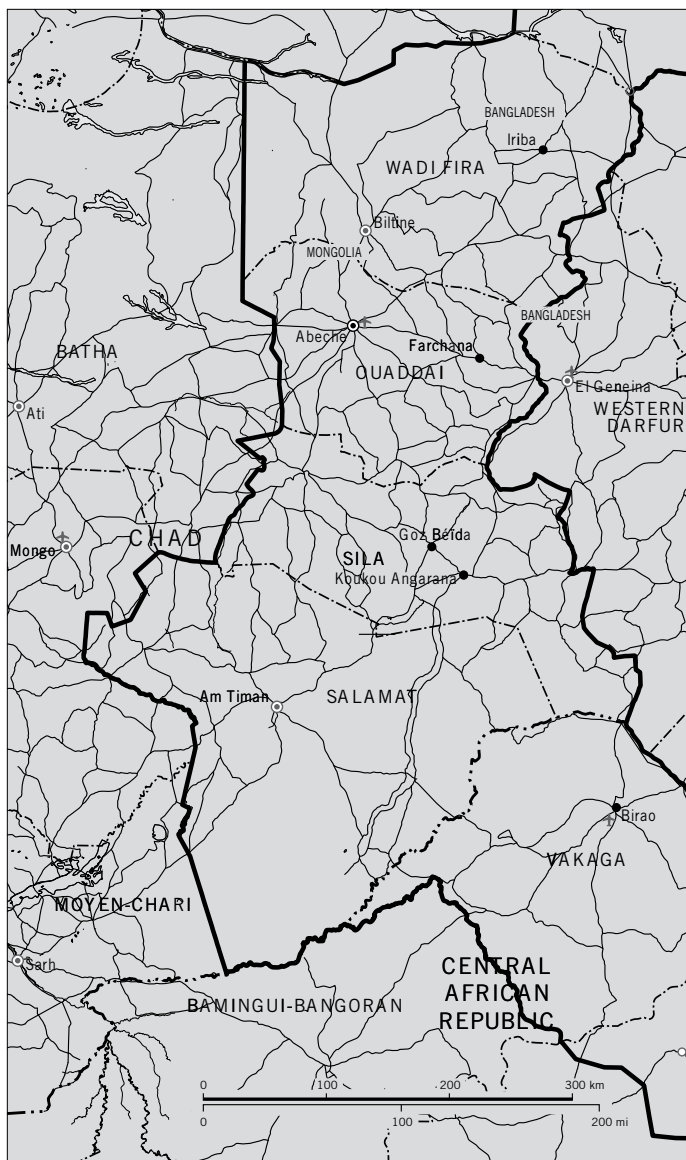 BANGLADESH
Iriba
WADI FIRA
Biltine
MONGOLIA
BANGLADESH
Abeche
Farchana
BATHA
OUADDAI
El Geneina
Ati
WESTERN
DARFUR
Goz Béïda
CHAD
Mongo
SILA
Koukou Angarana
Am Timan
SALAMAT
Birao
VAKAGA
MOYEN-CHARI
Sarh
CENTRAL
AFRICAN
REPUBLIC
BAMINGUI-BANGORAN
0 100 200 300 km
0 100 200 mi